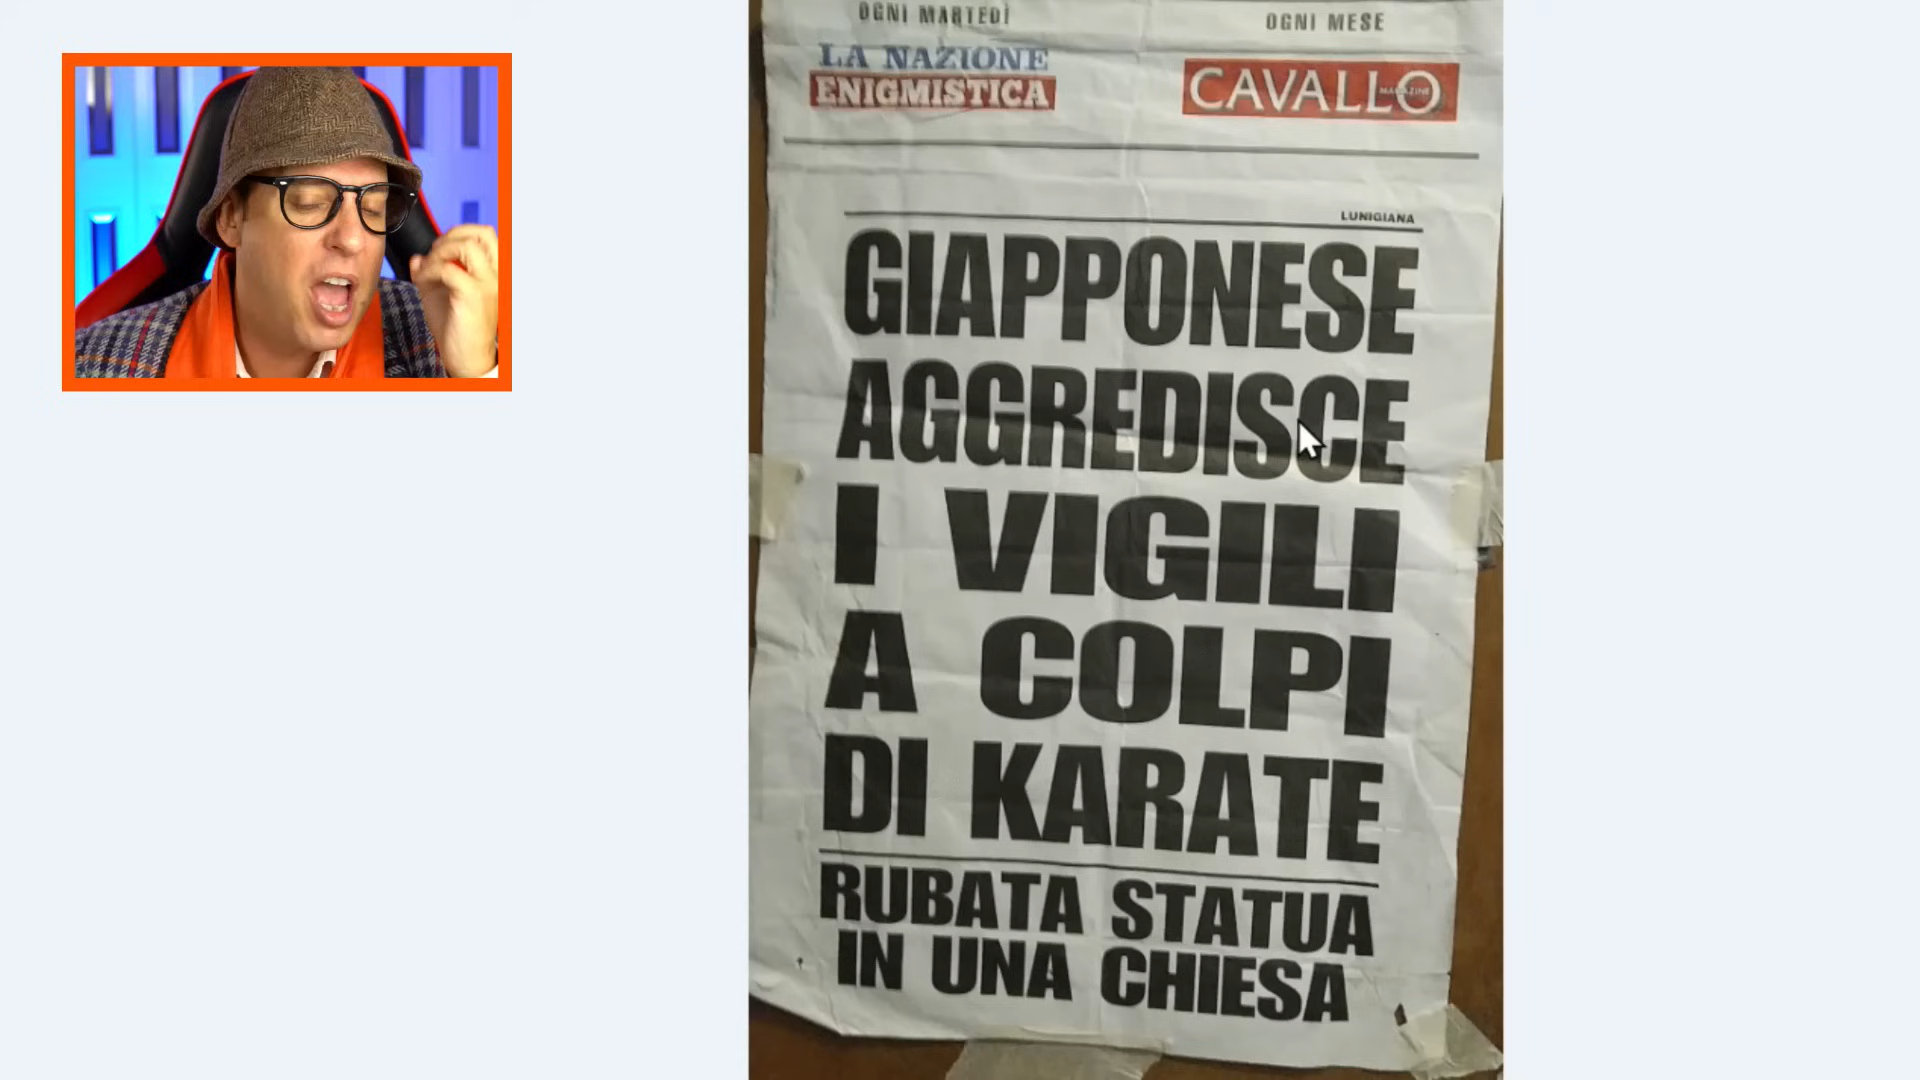 OGNI MARTEDÌ
LA NAZIONE
ENIGMISTICA
OGNI MESE
CAVALLO
MAGAZINE
LUNIGIANA
GIAPPONESE
AGGREDISCE
I VIGILI
A COLPI
DI KARATE
RUBATA STATUA
IN UNA CHIESA